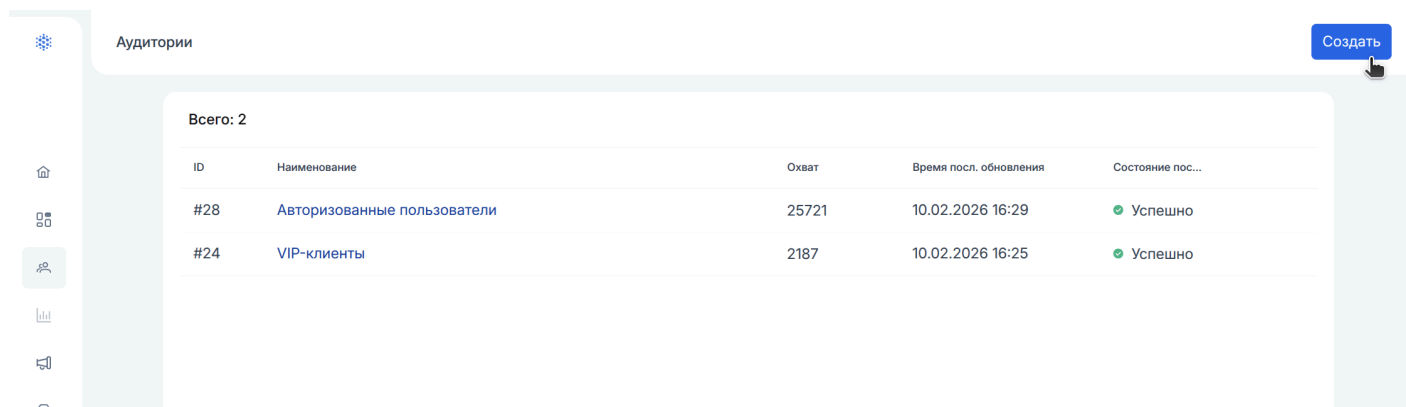 Аудитории
Создать
Всего: 2
ID Наименование Охват Время посл. обновления Состояние пос...
#28 Авторизованные пользователи 25721 10.02.2026 16:29 Успешно
#24 VIP-клиенты 2187 10.02.2026 16:25 Успешно